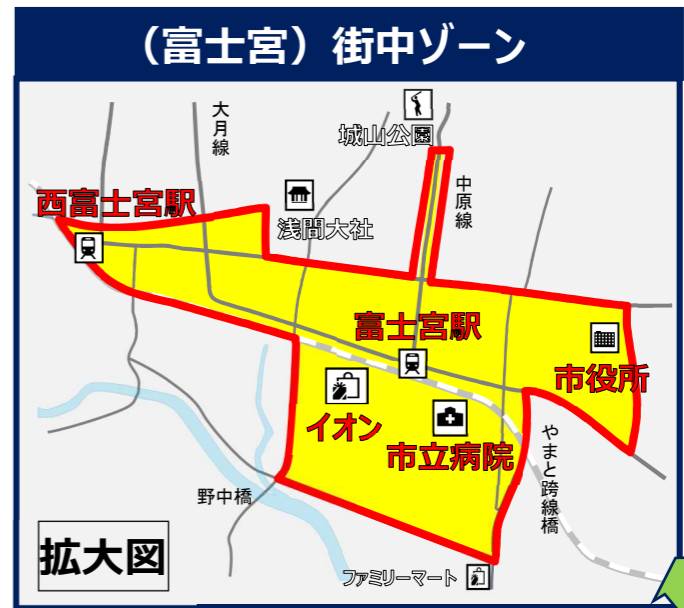 （富士宮）街中ゾーン
大月線
城山公園
中原線
西富士宮駅
浅間大社
富士宮駅
市役所
イオン
市立病院
やまと跨線橋
野中橋
拡大図
ファミリーマート